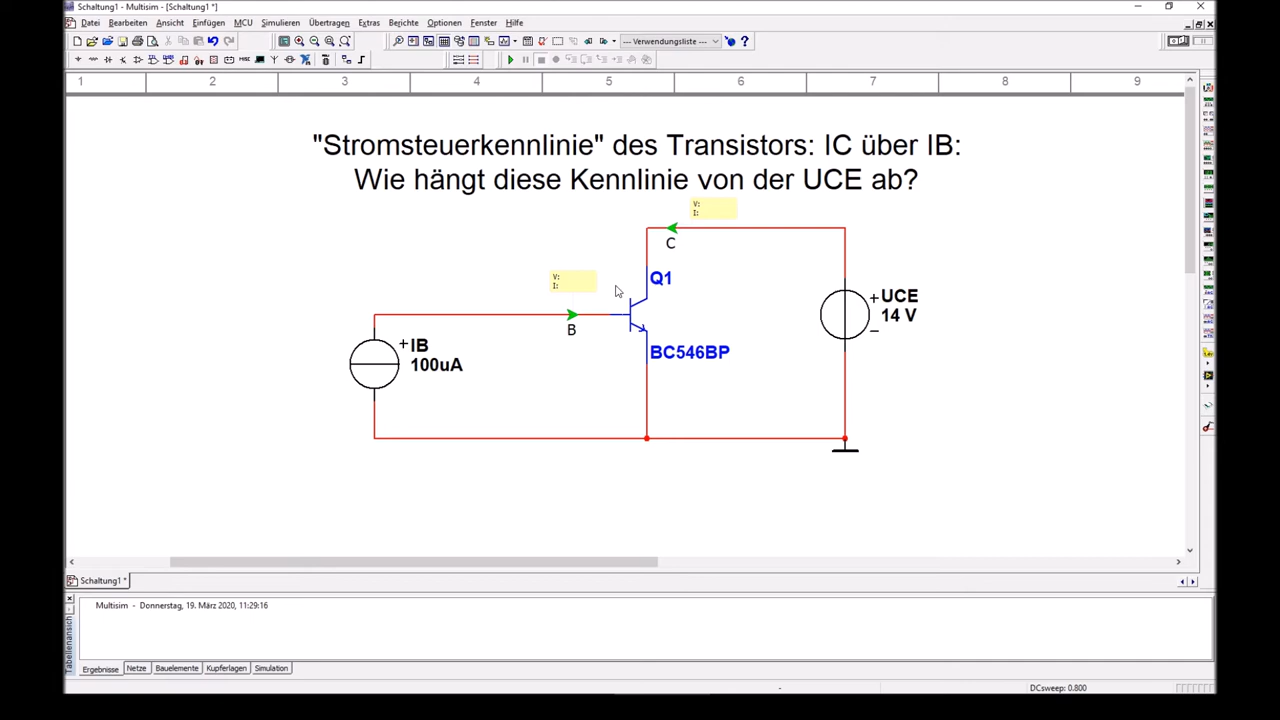 Schaltung1 - Multisim - [Schaltung1 *]
Datei Bearbeiten Ansicht Einfügen MCU Simulieren Übertragen Extras Berichte Optionen Fenster Hilfe
--- Verwendungsliste ---
1 2 3 4 5 6 7 8 9
"Stromsteuerkennlinie" des Transistors: IC über IB:
Wie hängt diese Kennlinie von der UCE ab?
V:
I:
C
V:
I:
Q1
B
+ UCE
14 V
−
+ IB
100uA
BC546BP
Schaltung1 *
Multisim - Donnerstag, 19. März 2020, 11:29:16
Tabellenansicht
Ergebnisse Netze Bauelemente Kupferlagen Simulation
- DCsweep: 0.800